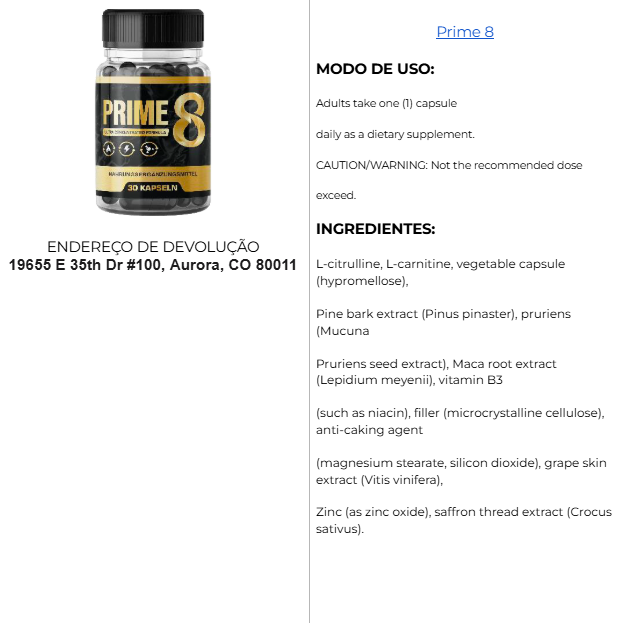 PRIME 8
NAHRUNGSERGÄNZUNGSMITTEL
30 KAPSELN
ENDEREÇO DE DEVOLUÇÃO
19655 E 35th Dr #100, Aurora, CO 80011
Prime 8
MODO DE USO:
Adults take one (1) capsule
daily as a dietary supplement.
CAUTION/WARNING: Not the recommended dose
exceed.
INGREDIENTES:
L-citrulline, L-carnitine, vegetable capsule
(hypromellose),
Pine bark extract (Pinus pinaster), pruriens
(Mucuna
Pruriens seed extract), Maca root extract
(Lepidium meyenii), vitamin B3
(such as niacin), filler (microcrystalline cellulose),
anti-caking agent
(magnesium stearate, silicon dioxide), grape skin
extract (Vitis vinifera),
Zinc (as zinc oxide), saffron thread extract (Crocus
sativus).